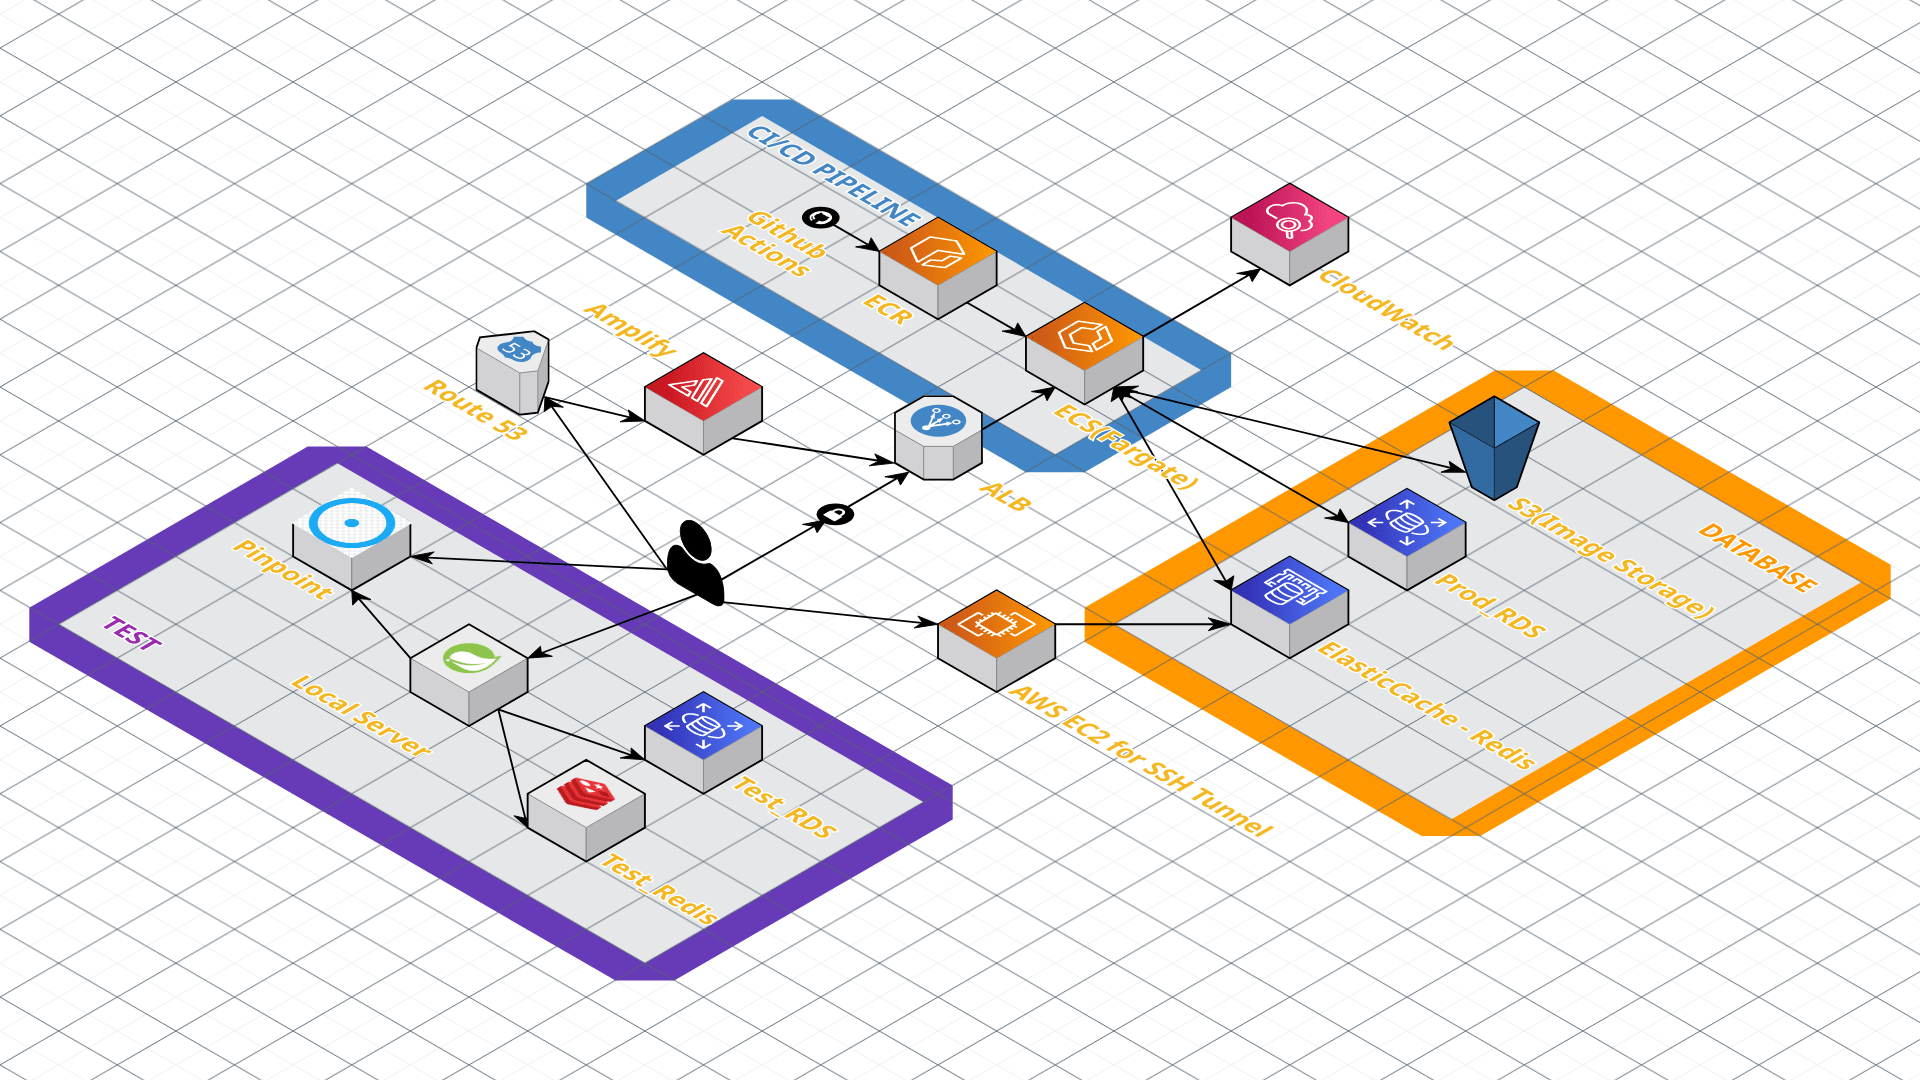 CI/CD PIPELINE
Github
Actions
ECR
CloudWatch
Amplify
53
Route 53
ECS(Fargate)
ALB
S3(Image Storage)
DATABASE
Prod_RDS
Pinpoint
TEST
ElasticCache - Redis
Local Server
AWS EC2 for SSH Tunnel
Test_RDS
Test_Redis